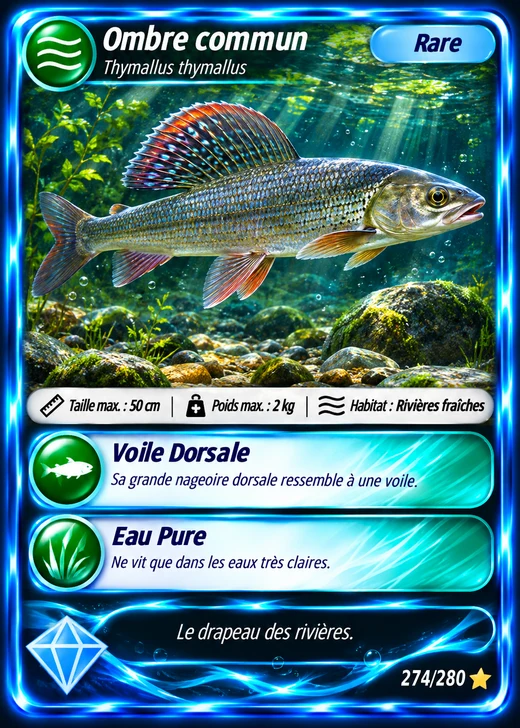 Ombre commun
Rare
Thymallus thymallus
Taille max. : 50 cm | Poids max. : 2 kg | Habitat : Rivières fraîches
Voile Dorsale
Sa grande nageoire dorsale ressemble à une voile.
Eau Pure
Ne vit que dans les eaux très claires.
Le drapeau des rivières.
274/280